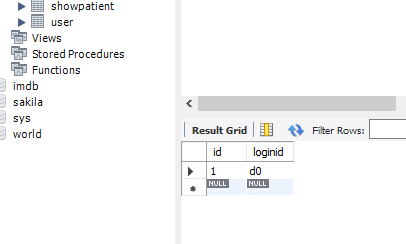 showpatient
user
Views
Stored Procedures
Functions
imdb
sakila
sys
world
Result Grid Filter Rows:
id loginid
1 d0
NULL NULL